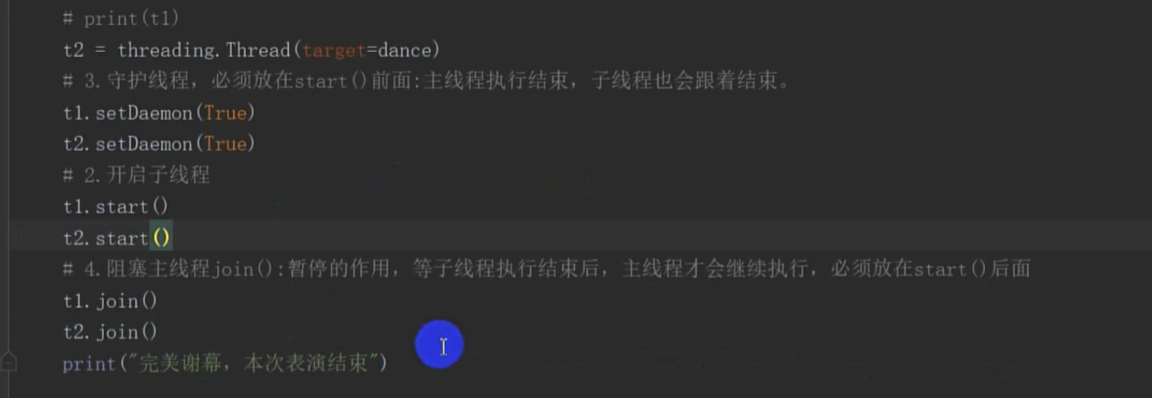 # print(t1)
t2 = threading.Thread(target=dance)
# 3.守护线程，必须放在start()前面:主线程执行结束，子线程也会跟着结束。
t1.setDaemon(True)
t2.setDaemon(True)
# 2.开启子线程
t1.start()
t2.start()
# 4.阻塞主线程join():暂停的作用，等子线程执行结束后，主线程才会继续执行，必须放在start()后面
t1.join()
t2.join()
print("完美谢幕，本次表演结束")